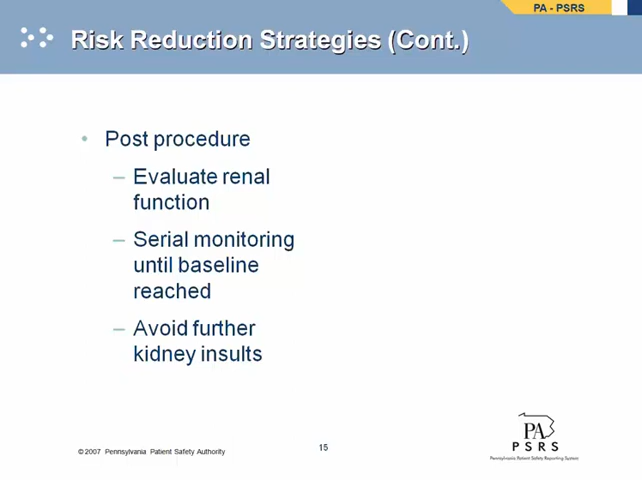 PA - PSRS
Risk Reduction Strategies (Cont.)
• Post procedure
– Evaluate renal
function
– Serial monitoring
until baseline
reached
– Avoid further
kidney insults
©2007 Pennsylvania Patient Safety Authority
15
PA
PSRS
Pennsylvania Patient Safety Reporting System